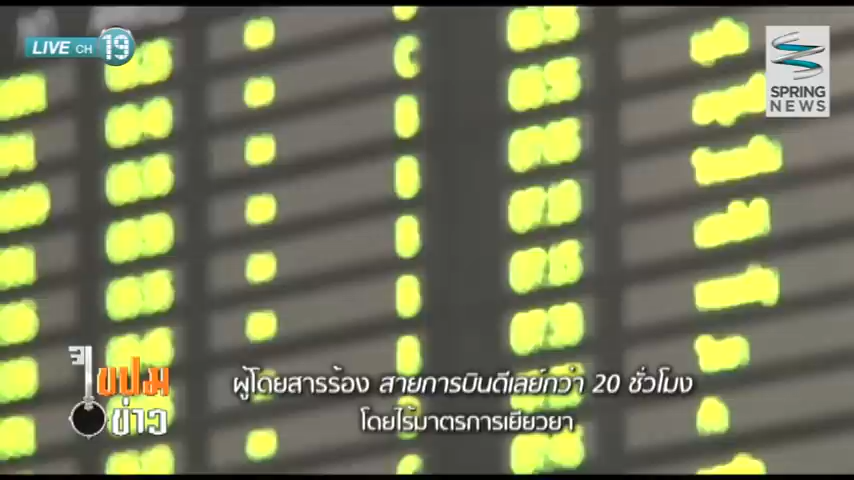 LIVE CH 19
SPRING
NEWS
ไขปม
ข่าว
ผู้โดยสารร้อง สายการบินดีเลย์กว่า 20 ชั่วโมง
โดยไร้มาตรการเยียวยา